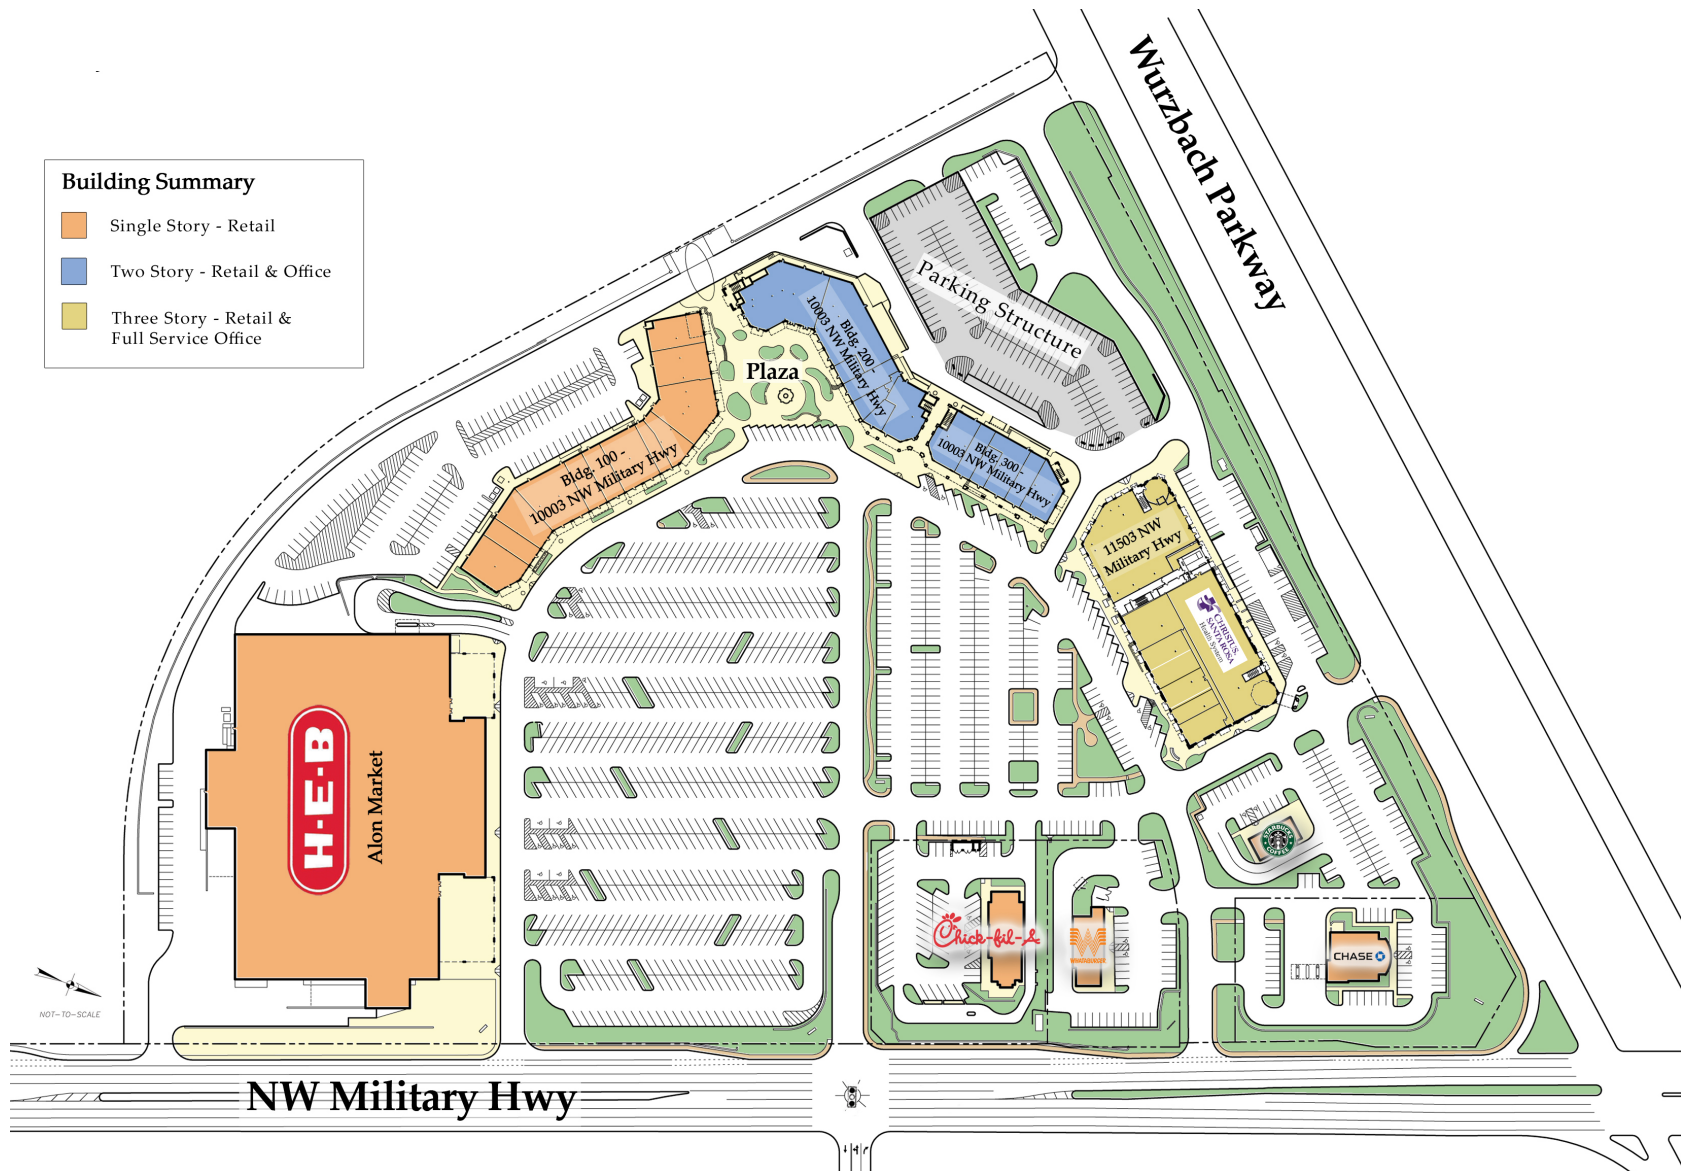 Wurzbach Parkway
Building Summary
Single Story - Retail
Two Story - Retail & Office
Three Story - Retail &
Full Service Office
Parking Structure
Plaza
Bldg. 200 -
10003 NW Military Hwy
Bldg. 300 -
10003 NW Military Hwy
Bldg. 100 -
10003 NW Military Hwy
11503 NW
Military Hwy
CHRISTUS.
SANTA ROSA
Health System
H-E-B
Alon Market
STARBUCKS
COFFEE
Chick-fil-A
W
WHATABURGER
CHASE
NOT-TO-SCALE
NW Military Hwy